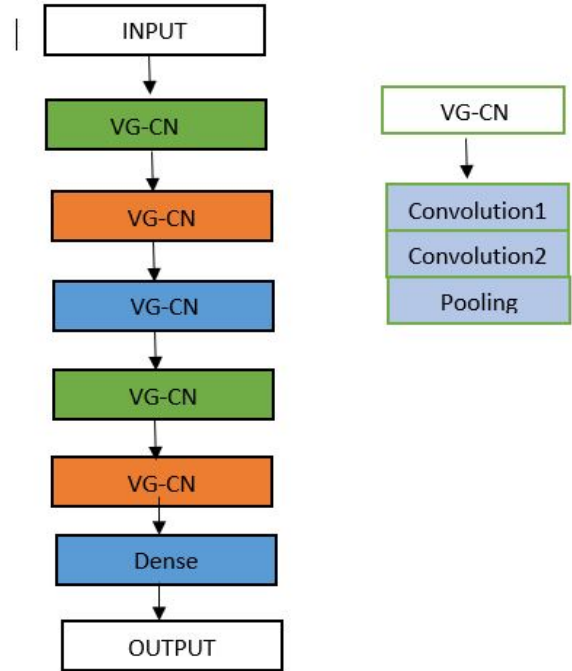 INPUT
VG-CN
VG-CN
VG-CN
VG-CN
VG-CN
Dense
OUTPUT
VG-CN
Convolution1
Convolution2
Pooling